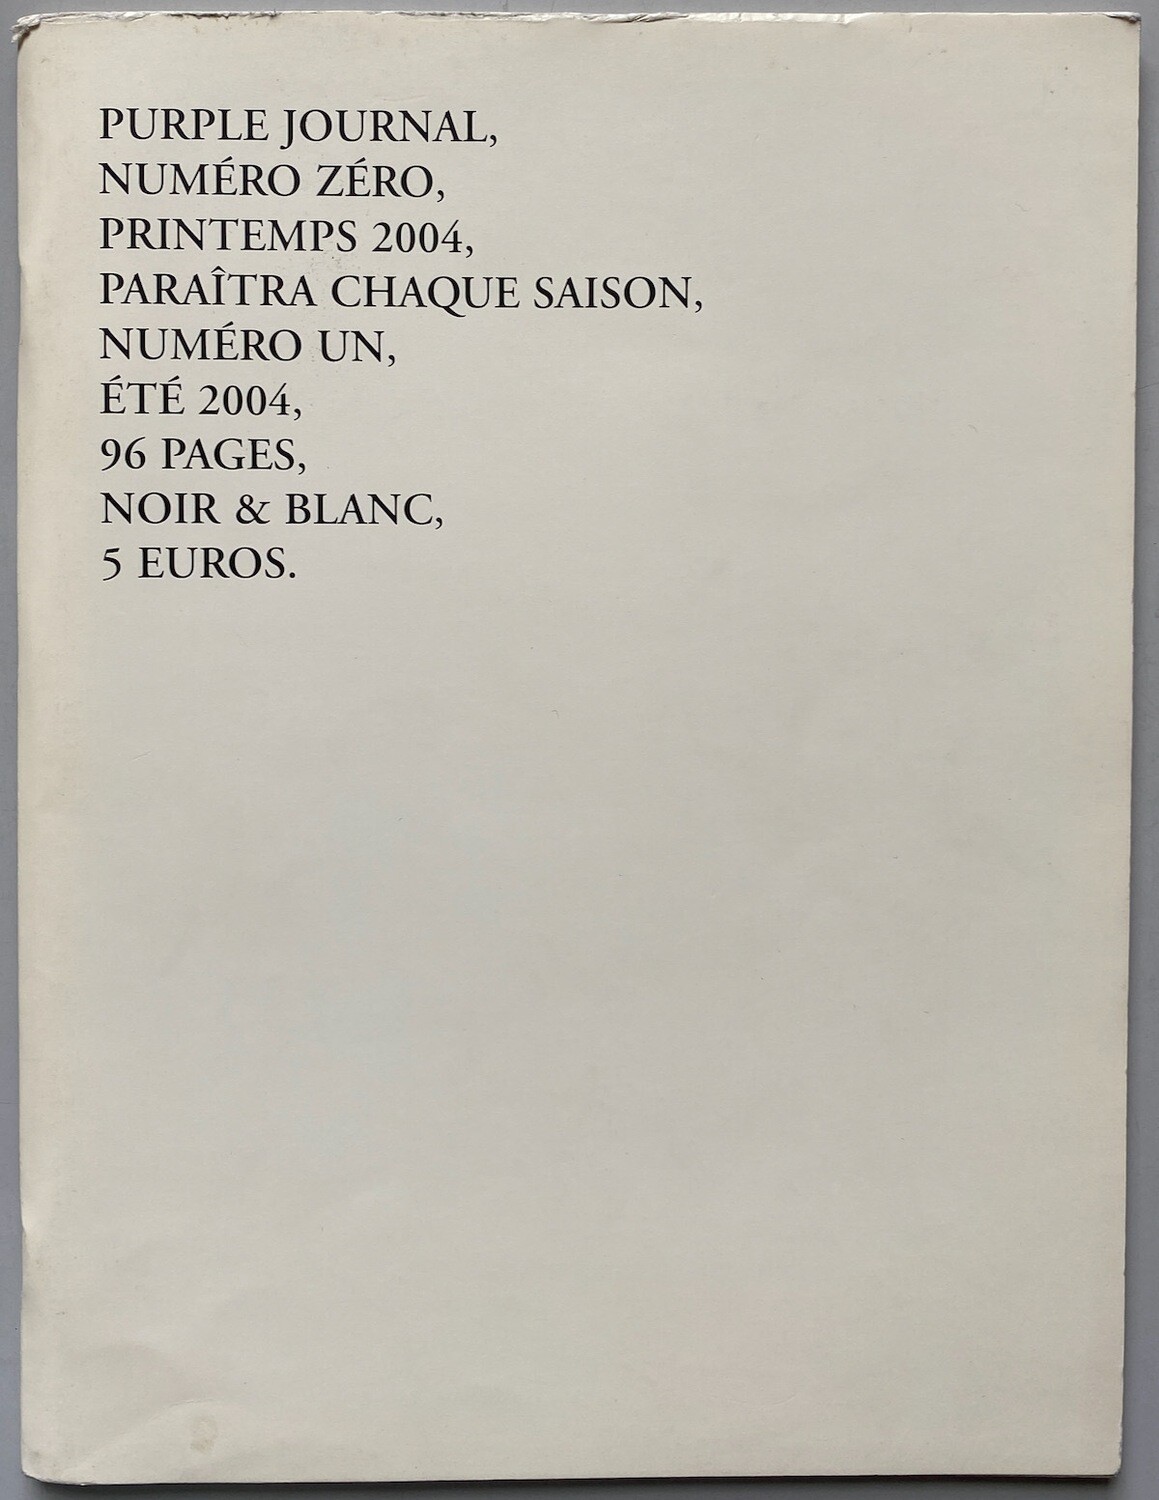 PURPLE JOURNAL,
NUMÉRO ZÉRO,
PRINTEMPS 2004,
PARAÎTRA CHAQUE SAISON,
NUMÉRO UN,
ÉTÉ 2004,
96 PAGES,
NOIR & BLANC,
5 EUROS.